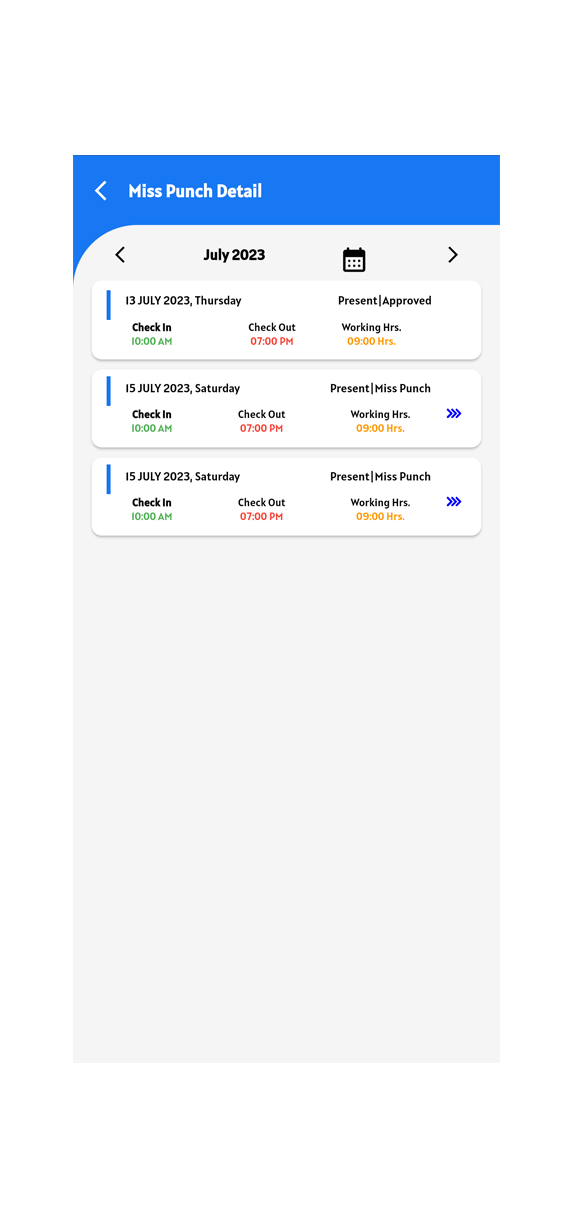 Miss Punch Detail
July 2023
13 JULY 2023, Thursday Present|Approved
Check In Check Out Working Hrs.
10:00 AM 07:00 PM 09:00 Hrs.
15 JULY 2023, Saturday Present|Miss Punch
Check In Check Out Working Hrs.
10:00 AM 07:00 PM 09:00 Hrs.
15 JULY 2023, Saturday Present|Miss Punch
Check In Check Out Working Hrs.
10:00 AM 07:00 PM 09:00 Hrs.